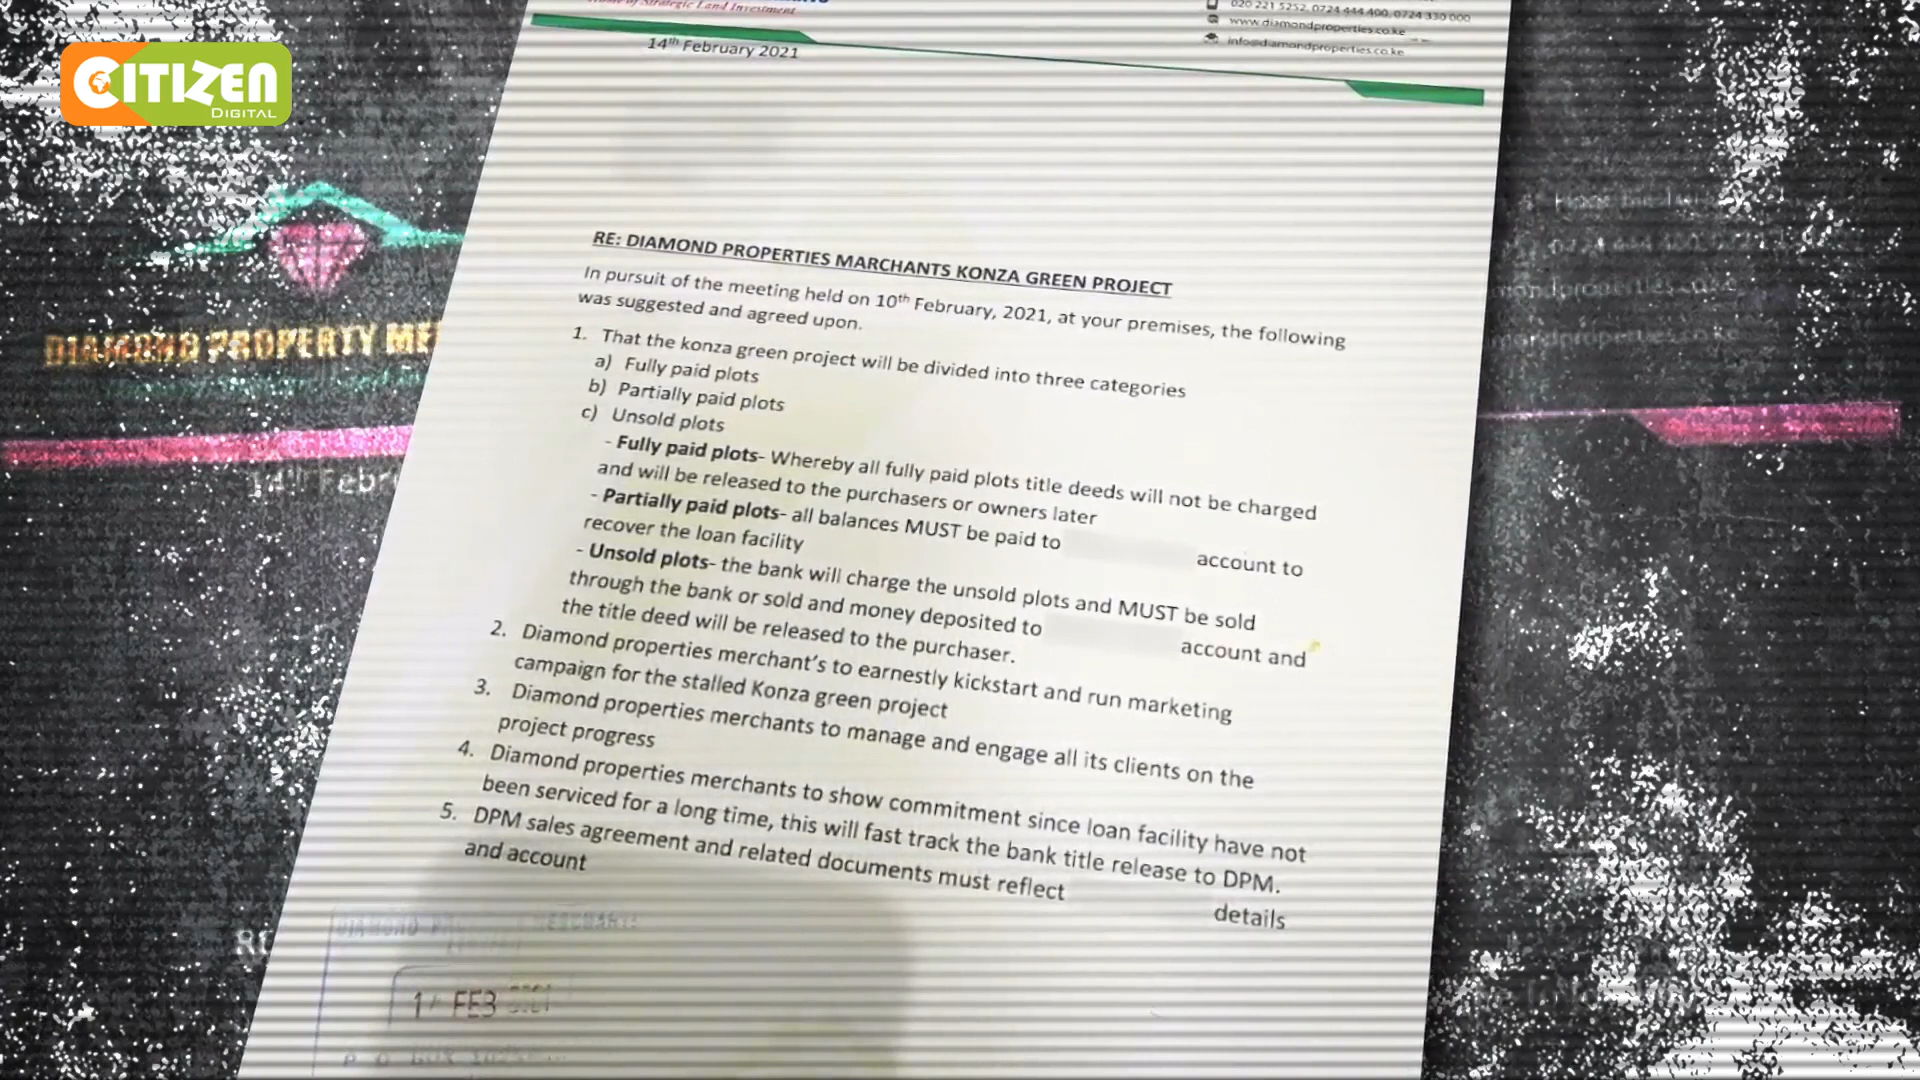 CITIZEN
DIGITAL
Home of Strategic Land Investment
020 221 5252, 0724 444 400, 0724 330 000
www.diamondproperties.co.ke
info@diamondproperties.co.ke
14th February 2021
DIAMOND PROPERTY ME
14th Febr
RE: DIAMOND PROPERTIES MARCHANTS KONZA GREEN PROJECT
In pursuit of the meeting held on 10th February, 2021, at your premises, the following
was suggested and agreed upon.
1. That the konza green project will be divided into three categories
a) Fully paid plots
b) Partially paid plots
c) Unsold plots
- Fully paid plots- Whereby all fully paid plots title deeds will not be charged
and will be released to the purchasers or owners later
- Partially paid plots- all balances MUST be paid to account to
recover the loan facility
- Unsold plots- the bank will charge the unsold plots and MUST be sold
through the bank or sold and money deposited to account and
the title deed will be released to the purchaser.
2. Diamond properties merchant's to earnestly kickstart and run marketing
campaign for the stalled Konza green project
3. Diamond properties merchants to manage and engage all its clients on the
project progress
4. Diamond properties merchants to show commitment since loan facility have not
been serviced for a long time, this will fast track the bank title release to DPM.
5. DPM sales agreement and related documents must reflect details
and account
FEB